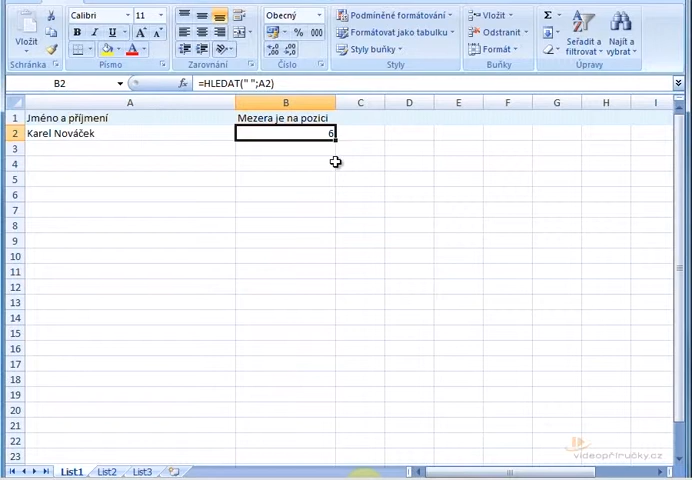 Calibri 11 Obecný Podmíněné formátování Vložit Σ
Vložit B I U A A % 000 Formátovat jako tabulku Odstranit Seřadit a filtrovat Najít a vybrat
Styly buňky Formát
Schránka Písmo Zarovnání Číslo Styly Buňky Úpravy
B2 fx =HLEDAT(" ";A2)
A B C D E F G H I
1 Jméno a příjmení Mezera je na pozici
2 Karel Nováček 6
3
4
5
6
7
8
9
10
11
12
13
14
15
16
17
18
19
20
21
22
23
videopříručky.cz
List1 List2 List3